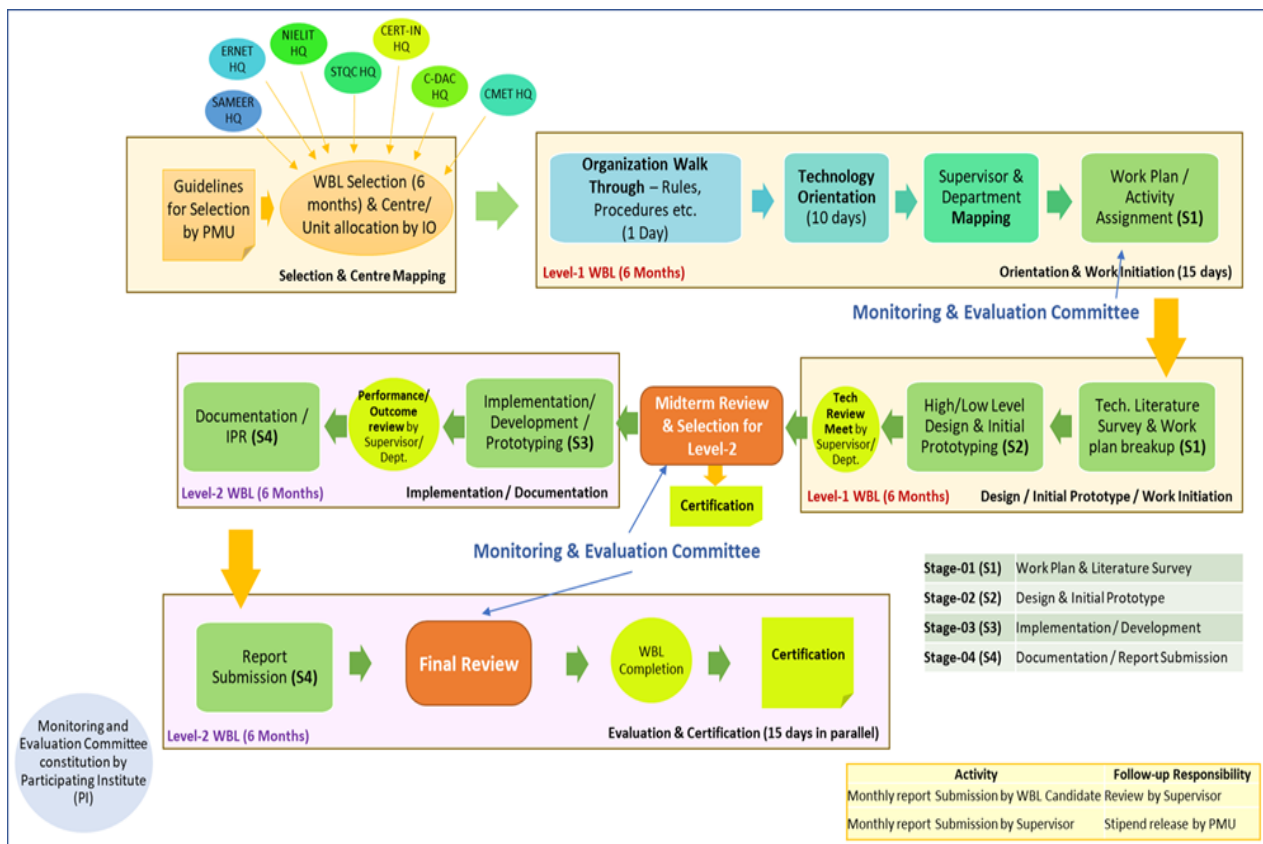 ERNET
HQ
NIELIT
HQ
CERT-IN
HQ
STQC HQ
C-DAC
HQ
SAMEER
HQ
CMET HQ
Guidelines
for Selection
by PMU
WBL Selection (6
months) & Centre/
Unit allocation by IO
Selection & Centre Mapping
Organization Walk
Through – Rules,
Procedures etc.
(1 Day)
Technology
Orientation
(10 days)
Supervisor &
Department
Mapping
Work Plan /
Activity
Assignment (S1)
Level-1 WBL (6 Months)
Orientation & Work Initiation (15 days)
Monitoring & Evaluation Committee
Tech. Literature
Survey & Work
plan breakup (S1)
High/Low Level
Design & Initial
Prototyping (S2)
Tech
Review
Meet by
Supervisor/
Dept.
Level-1 WBL (6 Months)
Design / Initial Prototype / Work Initiation
Midterm Review
& Selection for
Level-2
Certification
Implementation/
Development /
Prototyping (S3)
Performance/
Outcome
review by
Supervisor/
Dept.
Documentation /
IPR (S4)
Level-2 WBL (6 Months)
Implementation / Documentation
Monitoring & Evaluation Committee
Report
Submission (S4)
Final Review
WBL
Completion
Certification
Level-2 WBL (6 Months)
Evaluation & Certification (15 days in parallel)
Stage-01 (S1) Work Plan & Literature Survey
Stage-02 (S2) Design & Initial Prototype
Stage-03 (S3) Implementation / Development
Stage-04 (S4) Documentation / Report Submission
Monitoring and
Evaluation Committee
constitution by
Participating Institute
(PI)
Activity Follow-up Responsibility
Monthly report Submission by WBL Candidate Review by Supervisor
Monthly report Submission by Supervisor Stipend release by PMU